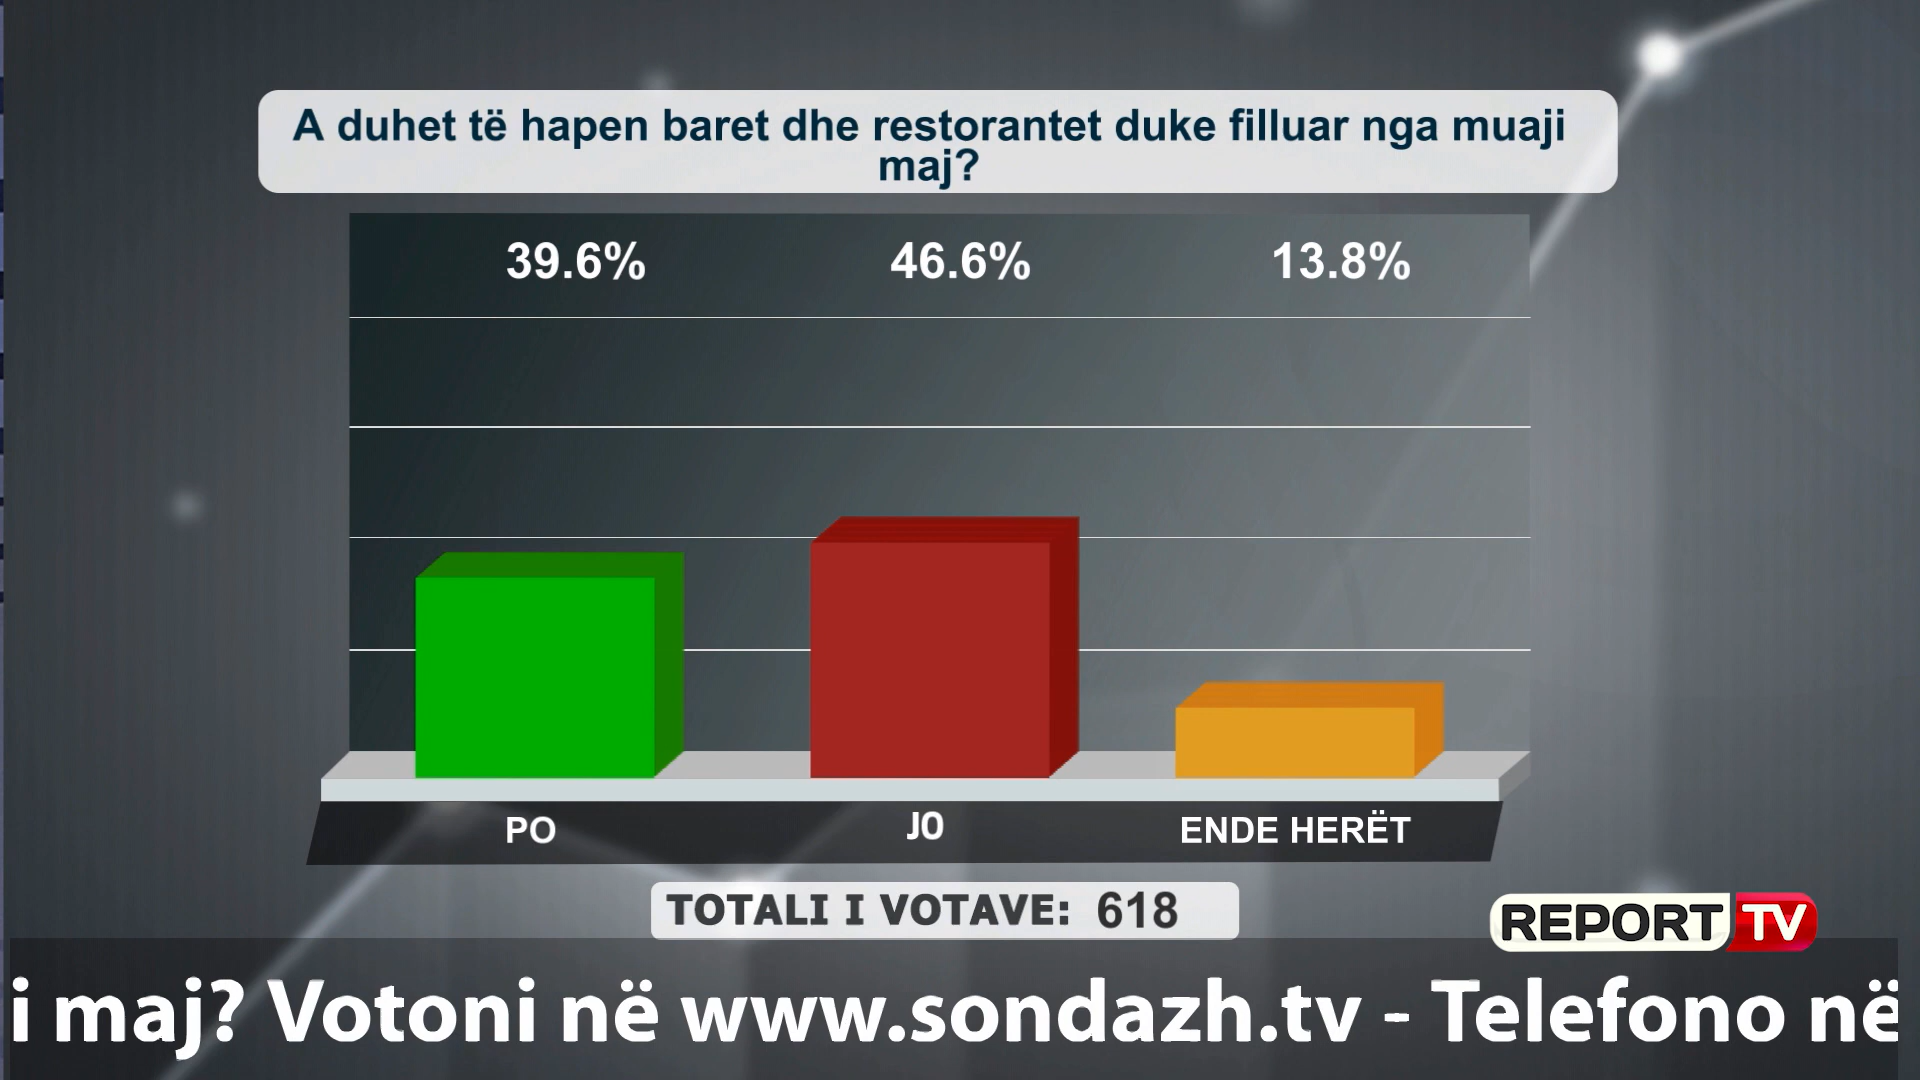 A duhet të hapen baret dhe restorantet duke filluar nga muaji
maj?
39.6% 46.6% 13.8%
PO JO ENDE HERËT
TOTALI I VOTAVE: 618
REPORT TV
i maj? Votoni në www.sondazh.tv - Telefono në